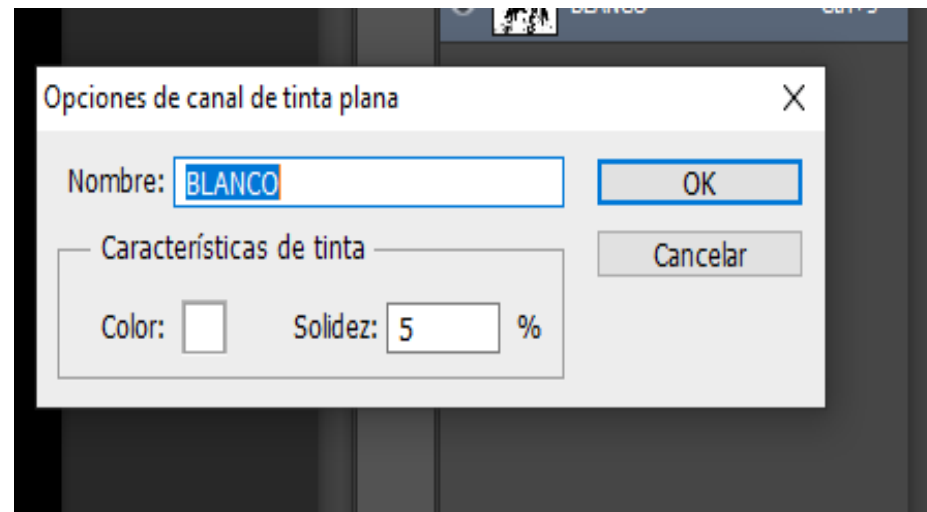 Opciones de canal de tinta plana
Nombre: BLANCO
OK
Características de tinta
Cancelar
Color:
Solidez: 5 %